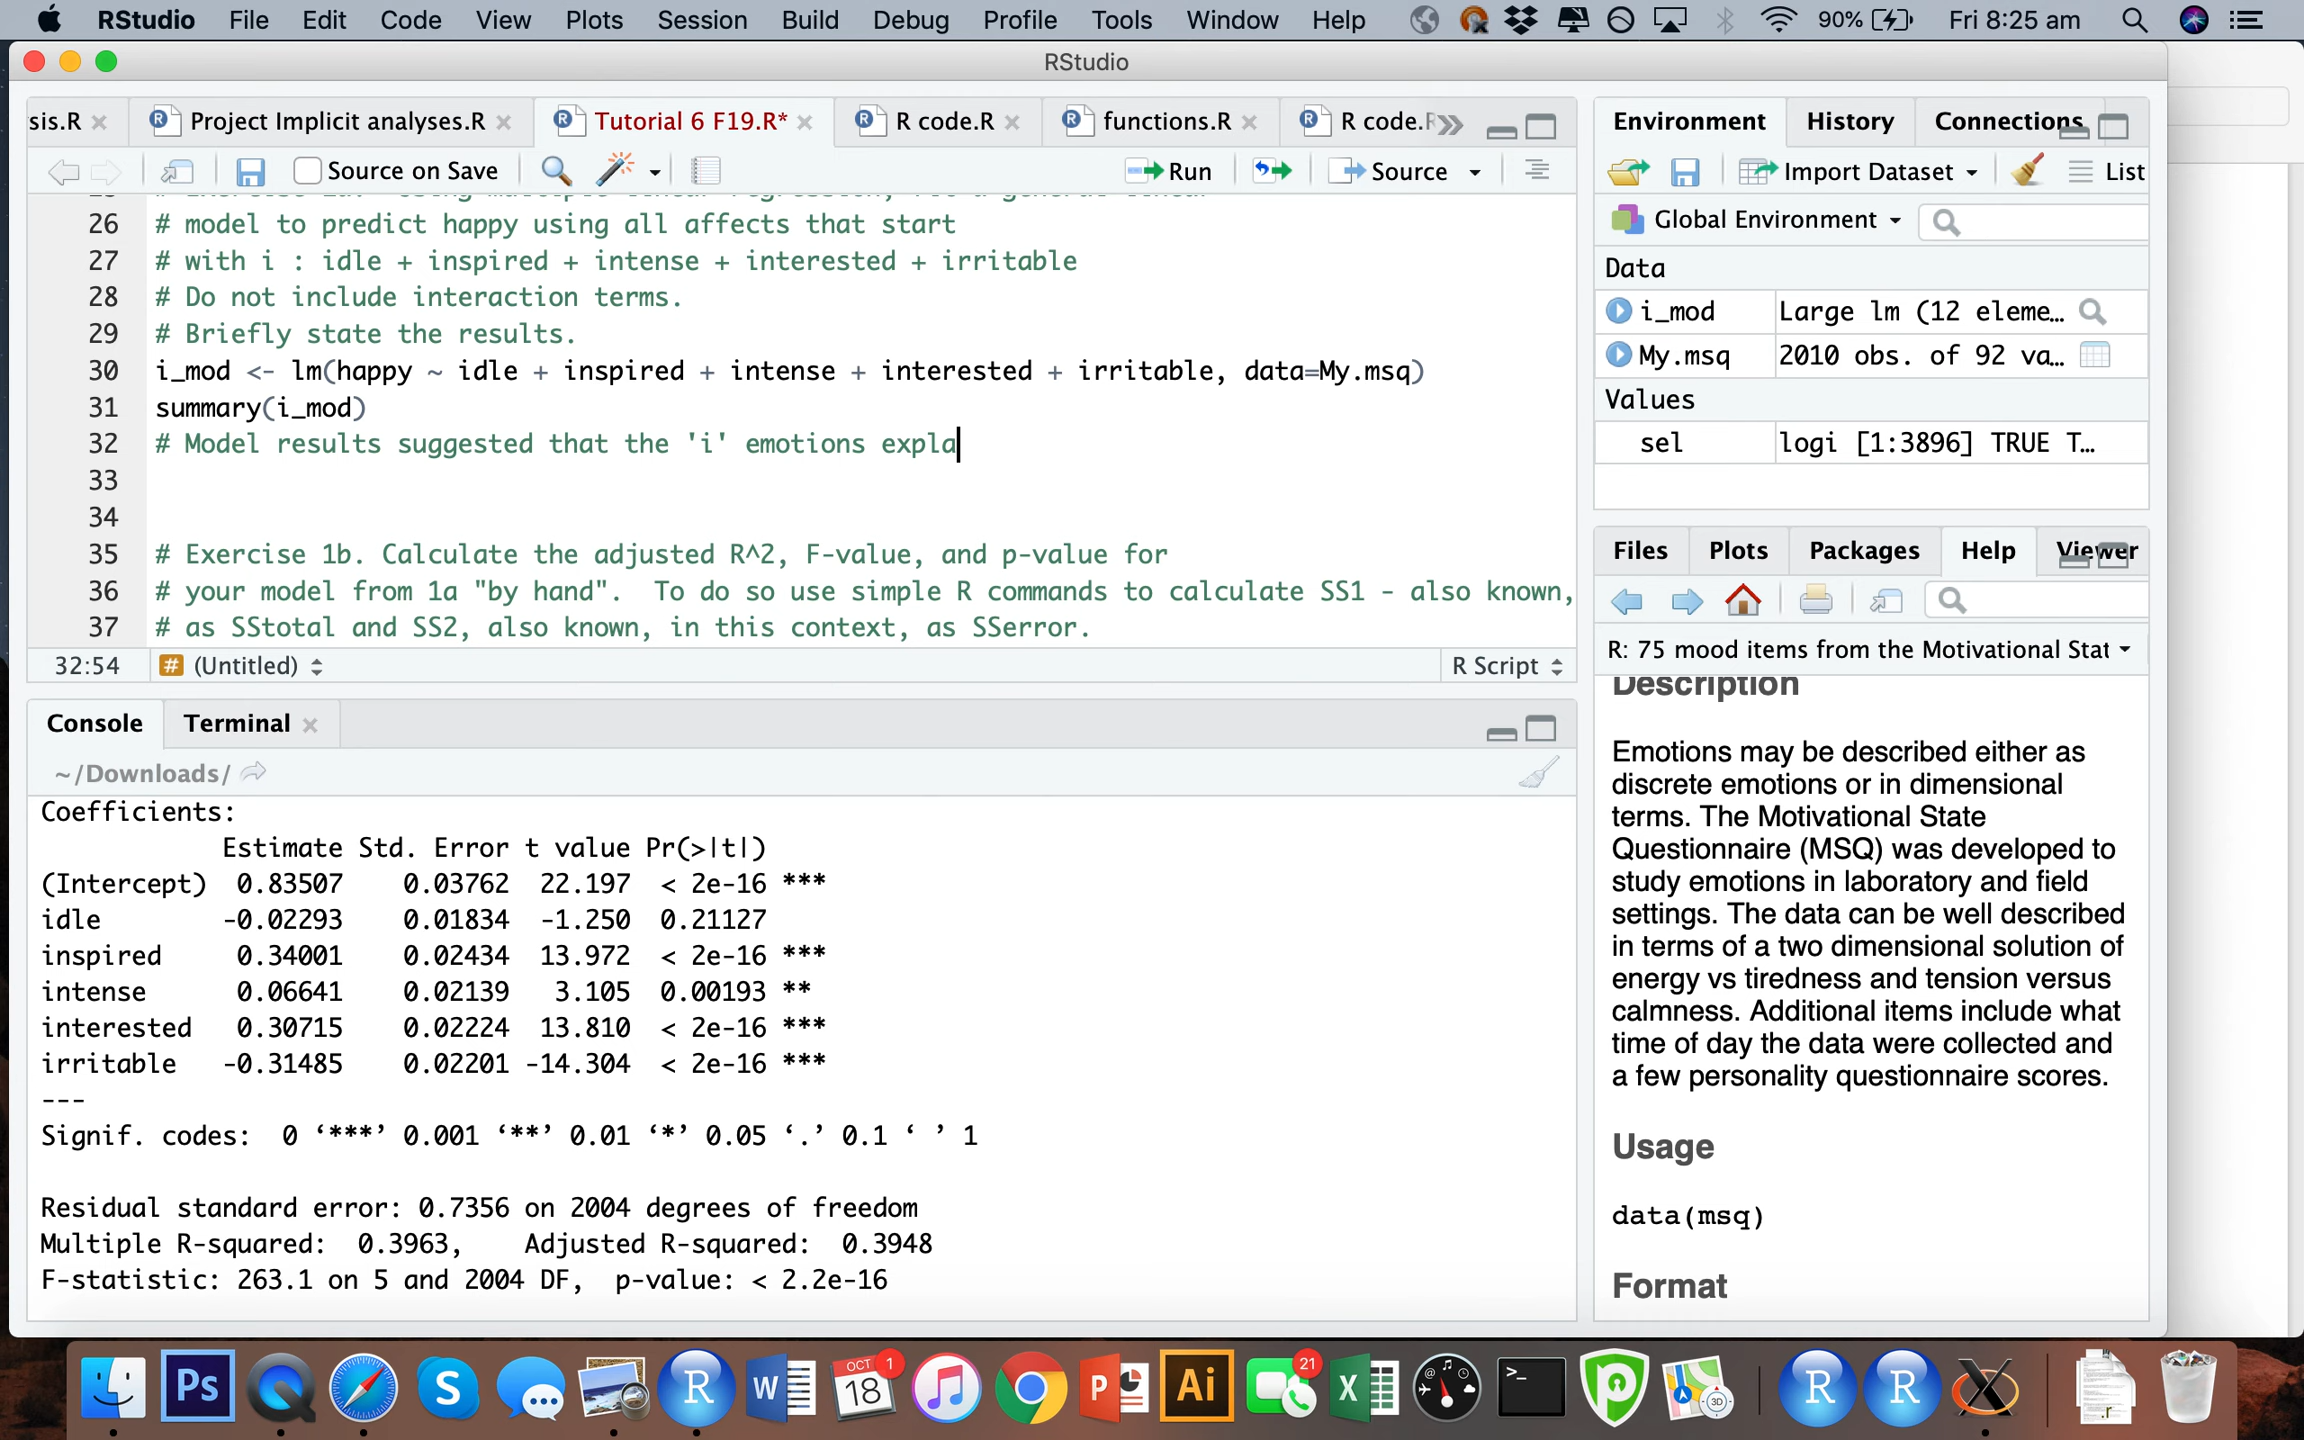 RStudio File Edit Code View Plots Session Build Debug Profile Tools Window Help 90% Fri 8:25 am
RStudio
sis.R Project Implicit analyses.R Tutorial 6 F19.R* R code.R functions.R R code.R
Source on Save Run Source
26 # model to predict happy using all affects that start
27 # with i : idle + inspired + intense + interested + irritable
28 # Do not include interaction terms.
29 # Briefly state the results.
30 i_mod <- lm(happy ~ idle + inspired + intense + interested + irritable, data=My.msq)
31 summary(i_mod)
32 # Model results suggested that the 'i' emotions expla
33
34
35 # Exercise 1b. Calculate the adjusted R^2, F-value, and p-value for
36 # your model from 1a "by hand".  To do so use simple R commands to calculate SS1 - also known,
37 # as SStotal and SS2, also known, in this context, as SSerror.
32:54 # (Untitled) R Script
Console Terminal
~/Downloads/
Coefficients:
Estimate Std. Error t value Pr(>|t|)
(Intercept) 0.83507 0.03762 22.197 < 2e-16 ***
idle -0.02293 0.01834 -1.250 0.21127
inspired 0.34001 0.02434 13.972 < 2e-16 ***
intense 0.06641 0.02139 3.105 0.00193 **
interested 0.30715 0.02224 13.810 < 2e-16 ***
irritable -0.31485 0.02201 -14.304 < 2e-16 ***
---
Signif. codes:  0 ‘***’ 0.001 ‘**’ 0.01 ‘*’ 0.05 ‘.’ 0.1 ‘ ’ 1
Residual standard error: 0.7356 on 2004 degrees of freedom
Multiple R-squared:  0.3963,    Adjusted R-squared:  0.3948
F-statistic: 263.1 on 5 and 2004 DF,  p-value: < 2.2e-16
Environment History Connections
Import Dataset List
Global Environment
Data
i_mod Large lm (12 eleme…
My.msq 2010 obs. of 92 va…
Values
sel logi [1:3896] TRUE T…
Files Plots Packages Help Viewer
R: 75 mood items from the Motivational Stat
Description
Emotions may be described either as
discrete emotions or in dimensional
terms. The Motivational State
Questionnaire (MSQ) was developed to
study emotions in laboratory and field
settings. The data can be well described
in terms of a two dimensional solution of
energy vs tiredness and tension versus
calmness. Additional items include what
time of day the data were collected and
a few personality questionnaire scores.
Usage
data(msq)
Format
Ps S R W OCT 18 1 P Ai 21 X >_ 3D R R X .r